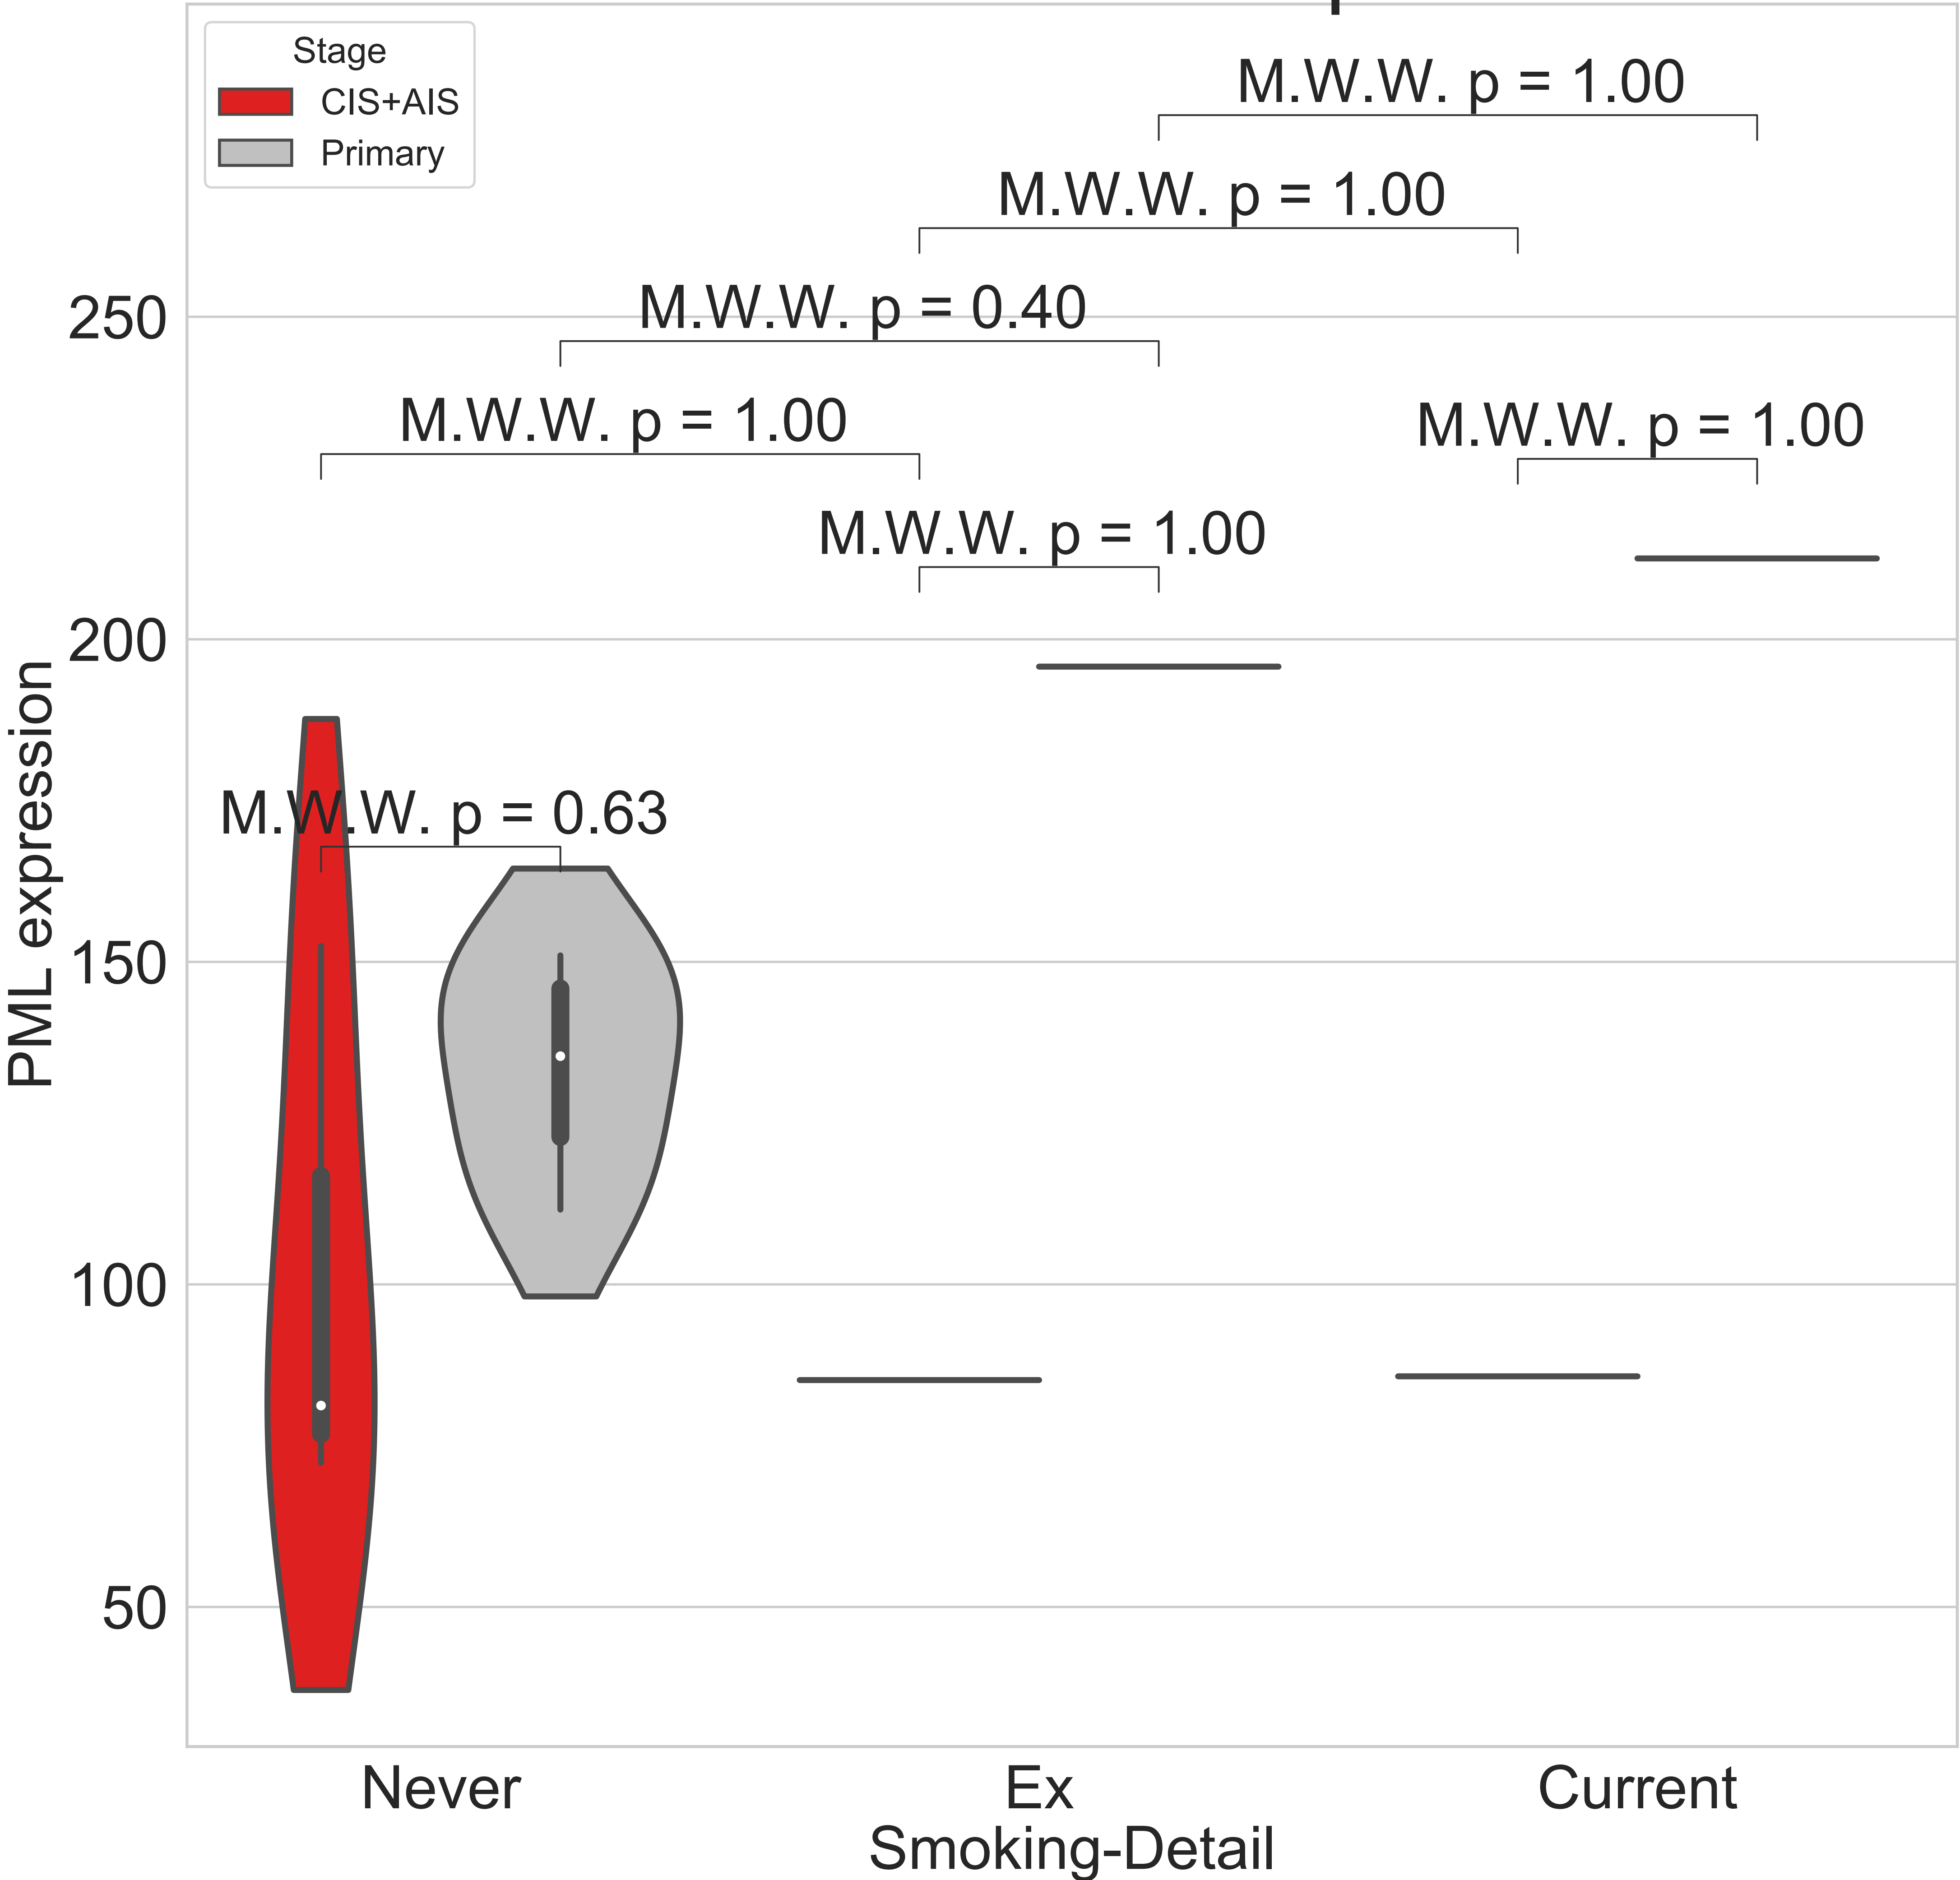 Stage
CIS+AIS
Primary
M.W.W. p = 1.00
M.W.W. p = 1.00
M.W.W. p = 0.40
M.W.W. p = 1.00
M.W.W. p = 1.00
M.W.W. p = 1.00
M.W.W. p = 0.63
250
200
150
100
50
PML expression
Never
Ex
Current
Smoking-Detail